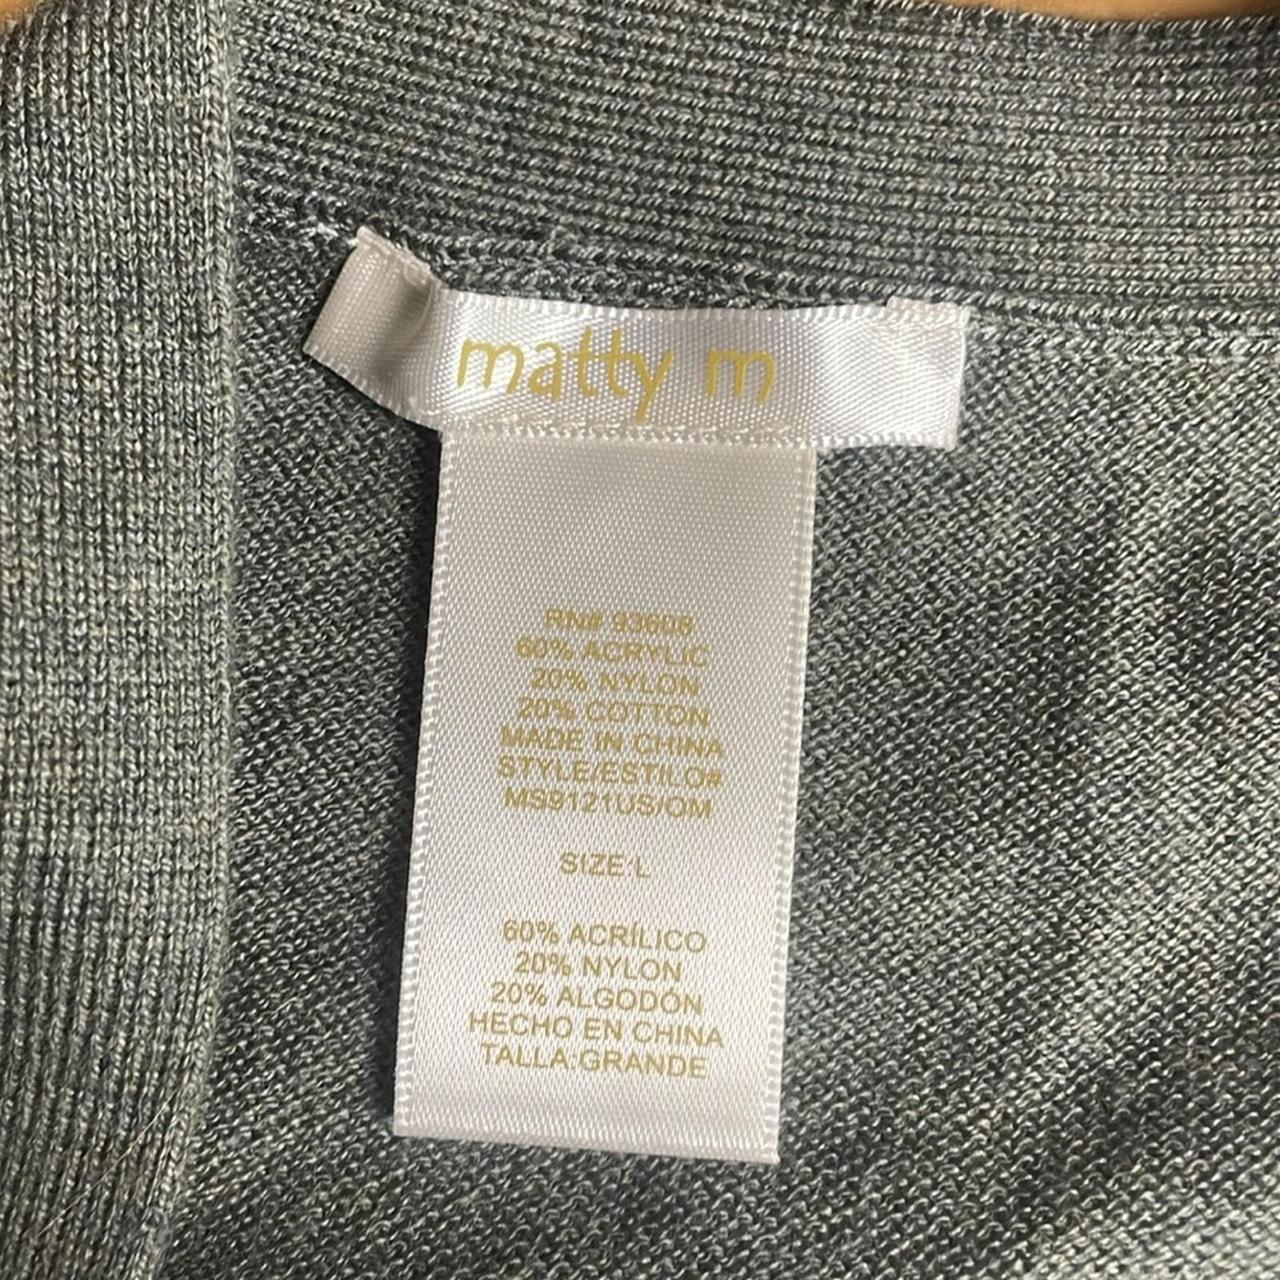 matty m
RN# 93608
60% ACRYLIC
20% NYLON
20% COTTON
MADE IN CHINA
STYLE/ESTILO#
MS9121US/OM
SIZE L
60% ACRÍLICO
20% NYLON
20% ALGODÓN
HECHO EN CHINA
TALLA:GRANDE